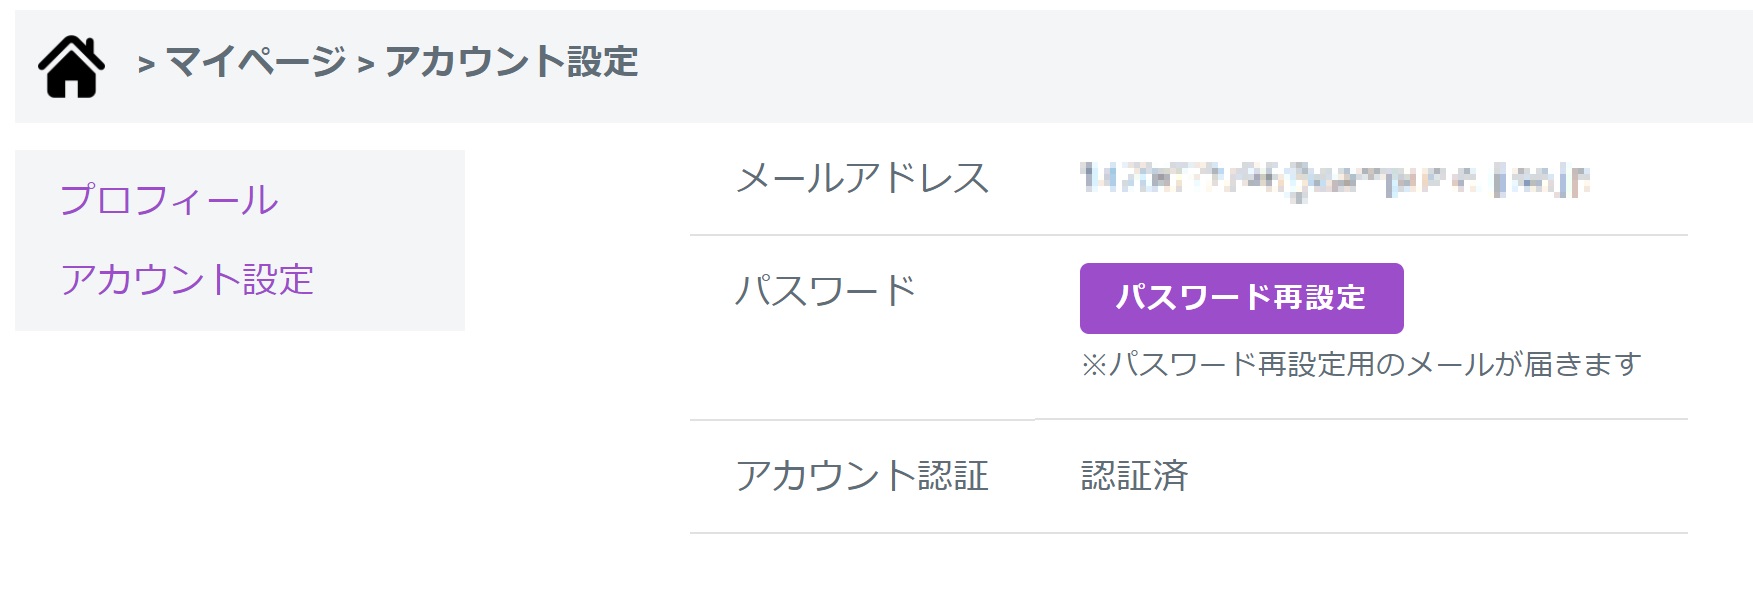 > マイページ > アカウント設定
プロフィール
アカウント設定
メールアドレス
パスワード
パスワード再設定
※パスワード再設定用のメールが届きます
アカウント認証 認証済